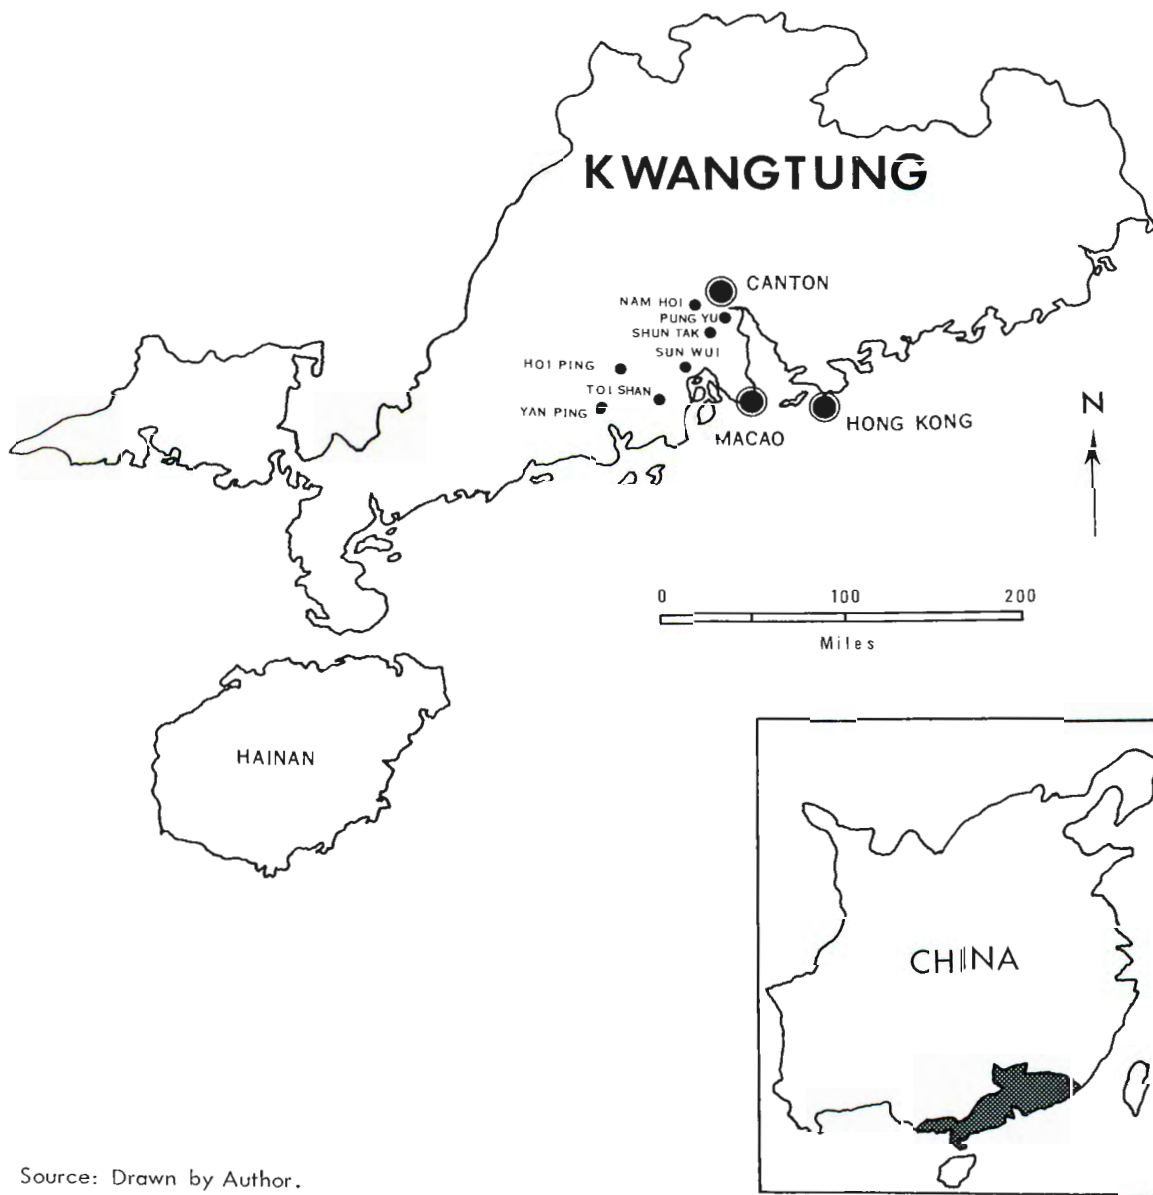 KWANGTUNG
CANTON
NAM HOI
PUNG YU
SHUN TAK
SUN WUI
HOI PING
TOI SHAN
YAN PING
MACAO
HONG KONG
N
0 100 200
Miles
HAINAN
CHINA
Source: Drawn by Author.